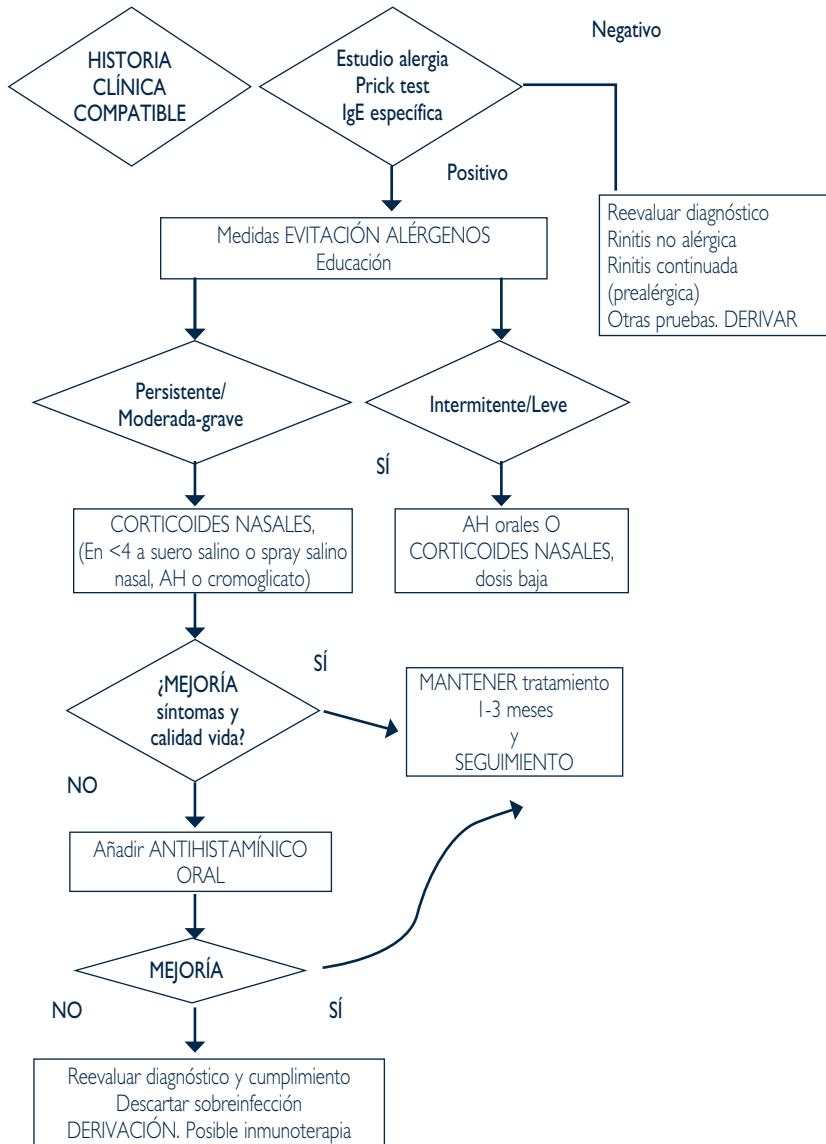 HISTORIA
CLÍNICA
COMPATIBLE
Estudio alergia
Prick test
IgE específica
Negativo
Positivo
Reevaluar diagnóstico
Rinitis no alérgica
Rinitis continuada
(prealérgica)
Otras pruebas. DERIVAR
Medidas EVITACIÓN ALÉRGENOS
Educación
Persistente/
Moderada-grave
Intermitente/Leve
SÍ
CORTICOIDES NASALES,
(En <4 a suero salino o spray salino
nasal, AH o cromoglicato)
AH orales O
CORTICOIDES NASALES,
dosis baja
¿MEJORÍA
síntomas y
calidad vida?
SÍ
MANTENER tratamiento
1-3 meses
y
SEGUIMIENTO
NO
Añadir ANTIHISTAMÍNICO
ORAL
MEJORÍA
NO
SÍ
Reevaluar diagnóstico y cumplimiento
Descartar sobreinfección
DERIVACIÓN. Posible inmunoterapia